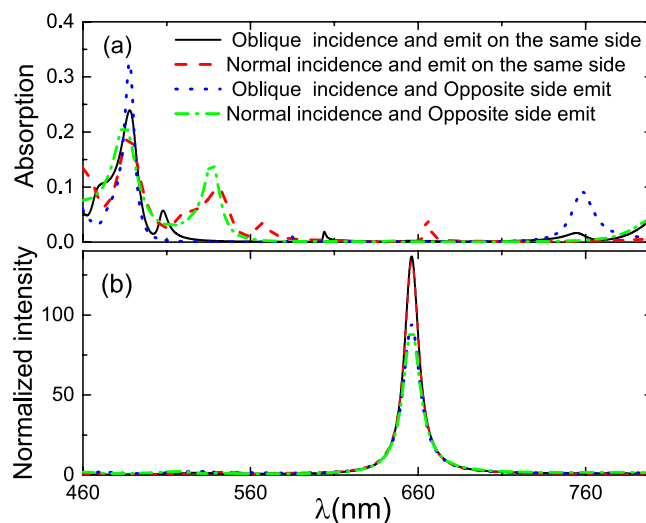 0.4
(a)
Oblique incidence and emit on the same side
Normal incidence and emit on the same side
Oblique incidence and Opposite side emit
Normal incidence and Opposite side emit
0.3
0.2
0.1
0.0
Absorption
(b)
100
50
0
Normalized intensity
460
560
660
760
λ(nm)